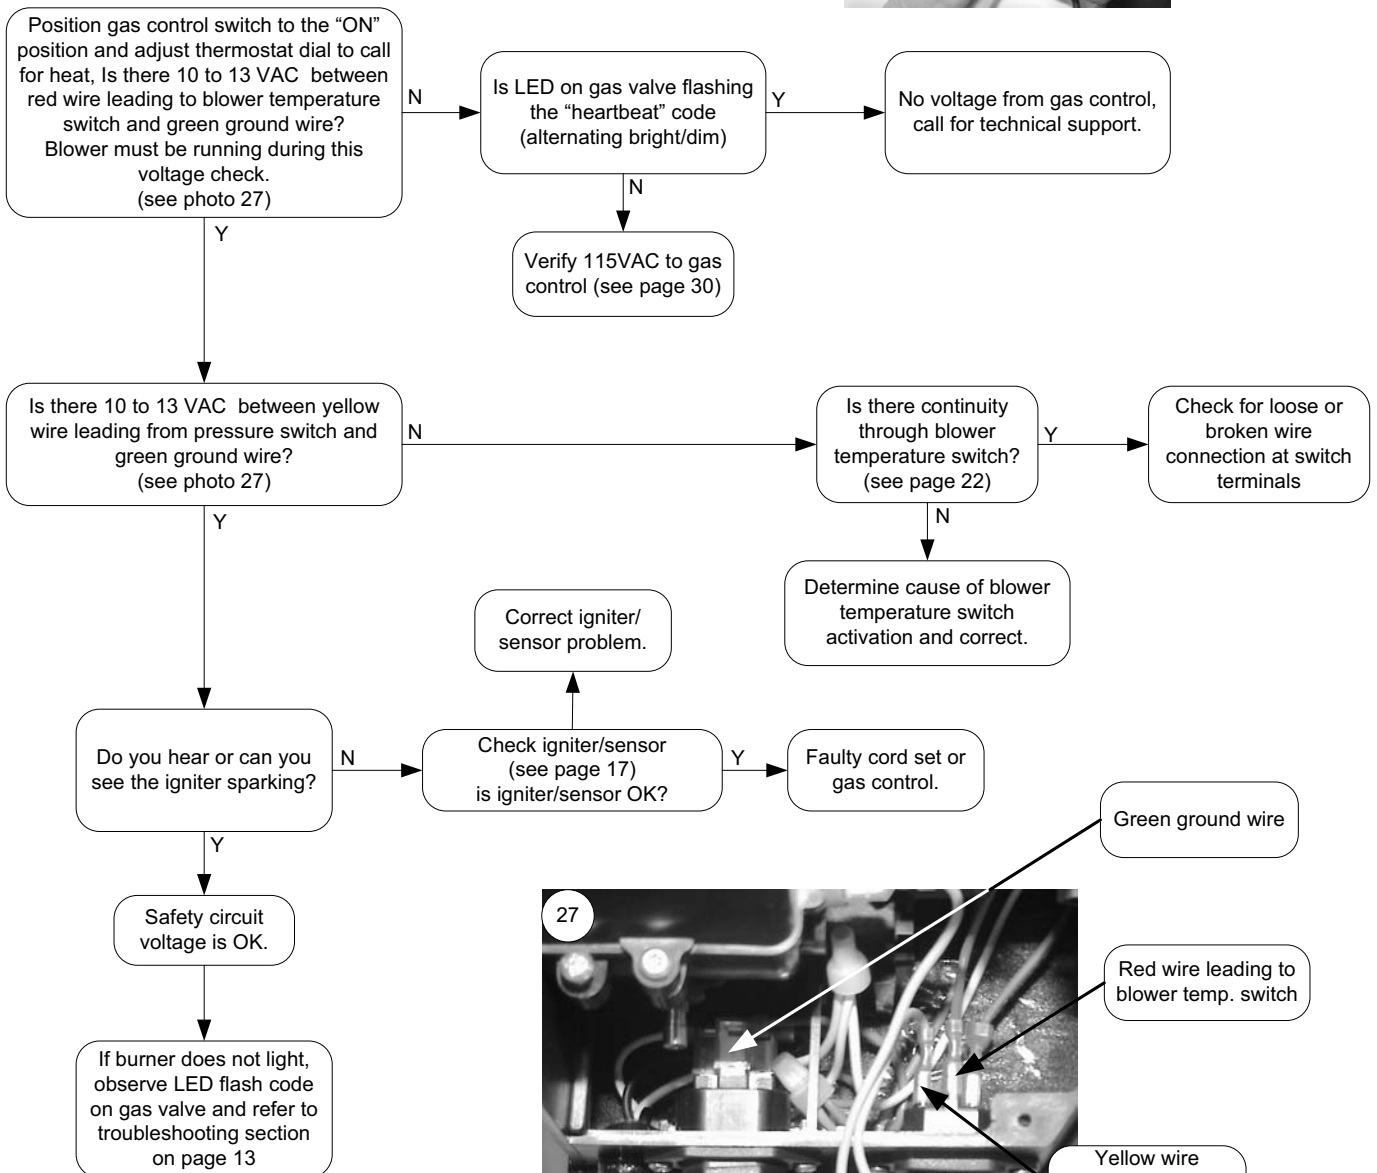 Position gas control switch to the “ON”
position and adjust thermostat dial to call
for heat, Is there 10 to 13 VAC between
red wire leading to blower temperature
switch and green ground wire?
Blower must be running during this
voltage check.
(see photo 27)
N
Is LED on gas valve flashing
the “heartbeat” code
(alternating bright/dim)
Y
No voltage from gas control,
call for technical support.
N
Verify 115VAC to gas
control (see page 30)
Y
Is there 10 to 13 VAC between yellow
wire leading from pressure switch and
green ground wire?
(see photo 27)
N
Is there continuity
through blower
temperature switch?
(see page 22)
Y
Check for loose or
broken wire
connection at switch
terminals
N
Determine cause of blower
temperature switch
activation and correct.
Y
Do you hear or can you
see the igniter sparking?
N
Check igniter/sensor
(see page 17)
is igniter/sensor OK?
Correct igniter/
sensor problem.
Y
Faulty cord set or
gas control.
Y
Safety circuit
voltage is OK.
If burner does not light,
observe LED flash code
on gas valve and refer to
troubleshooting section
on page 13
27
Green ground wire
Red wire leading to
blower temp. switch
Yellow wire